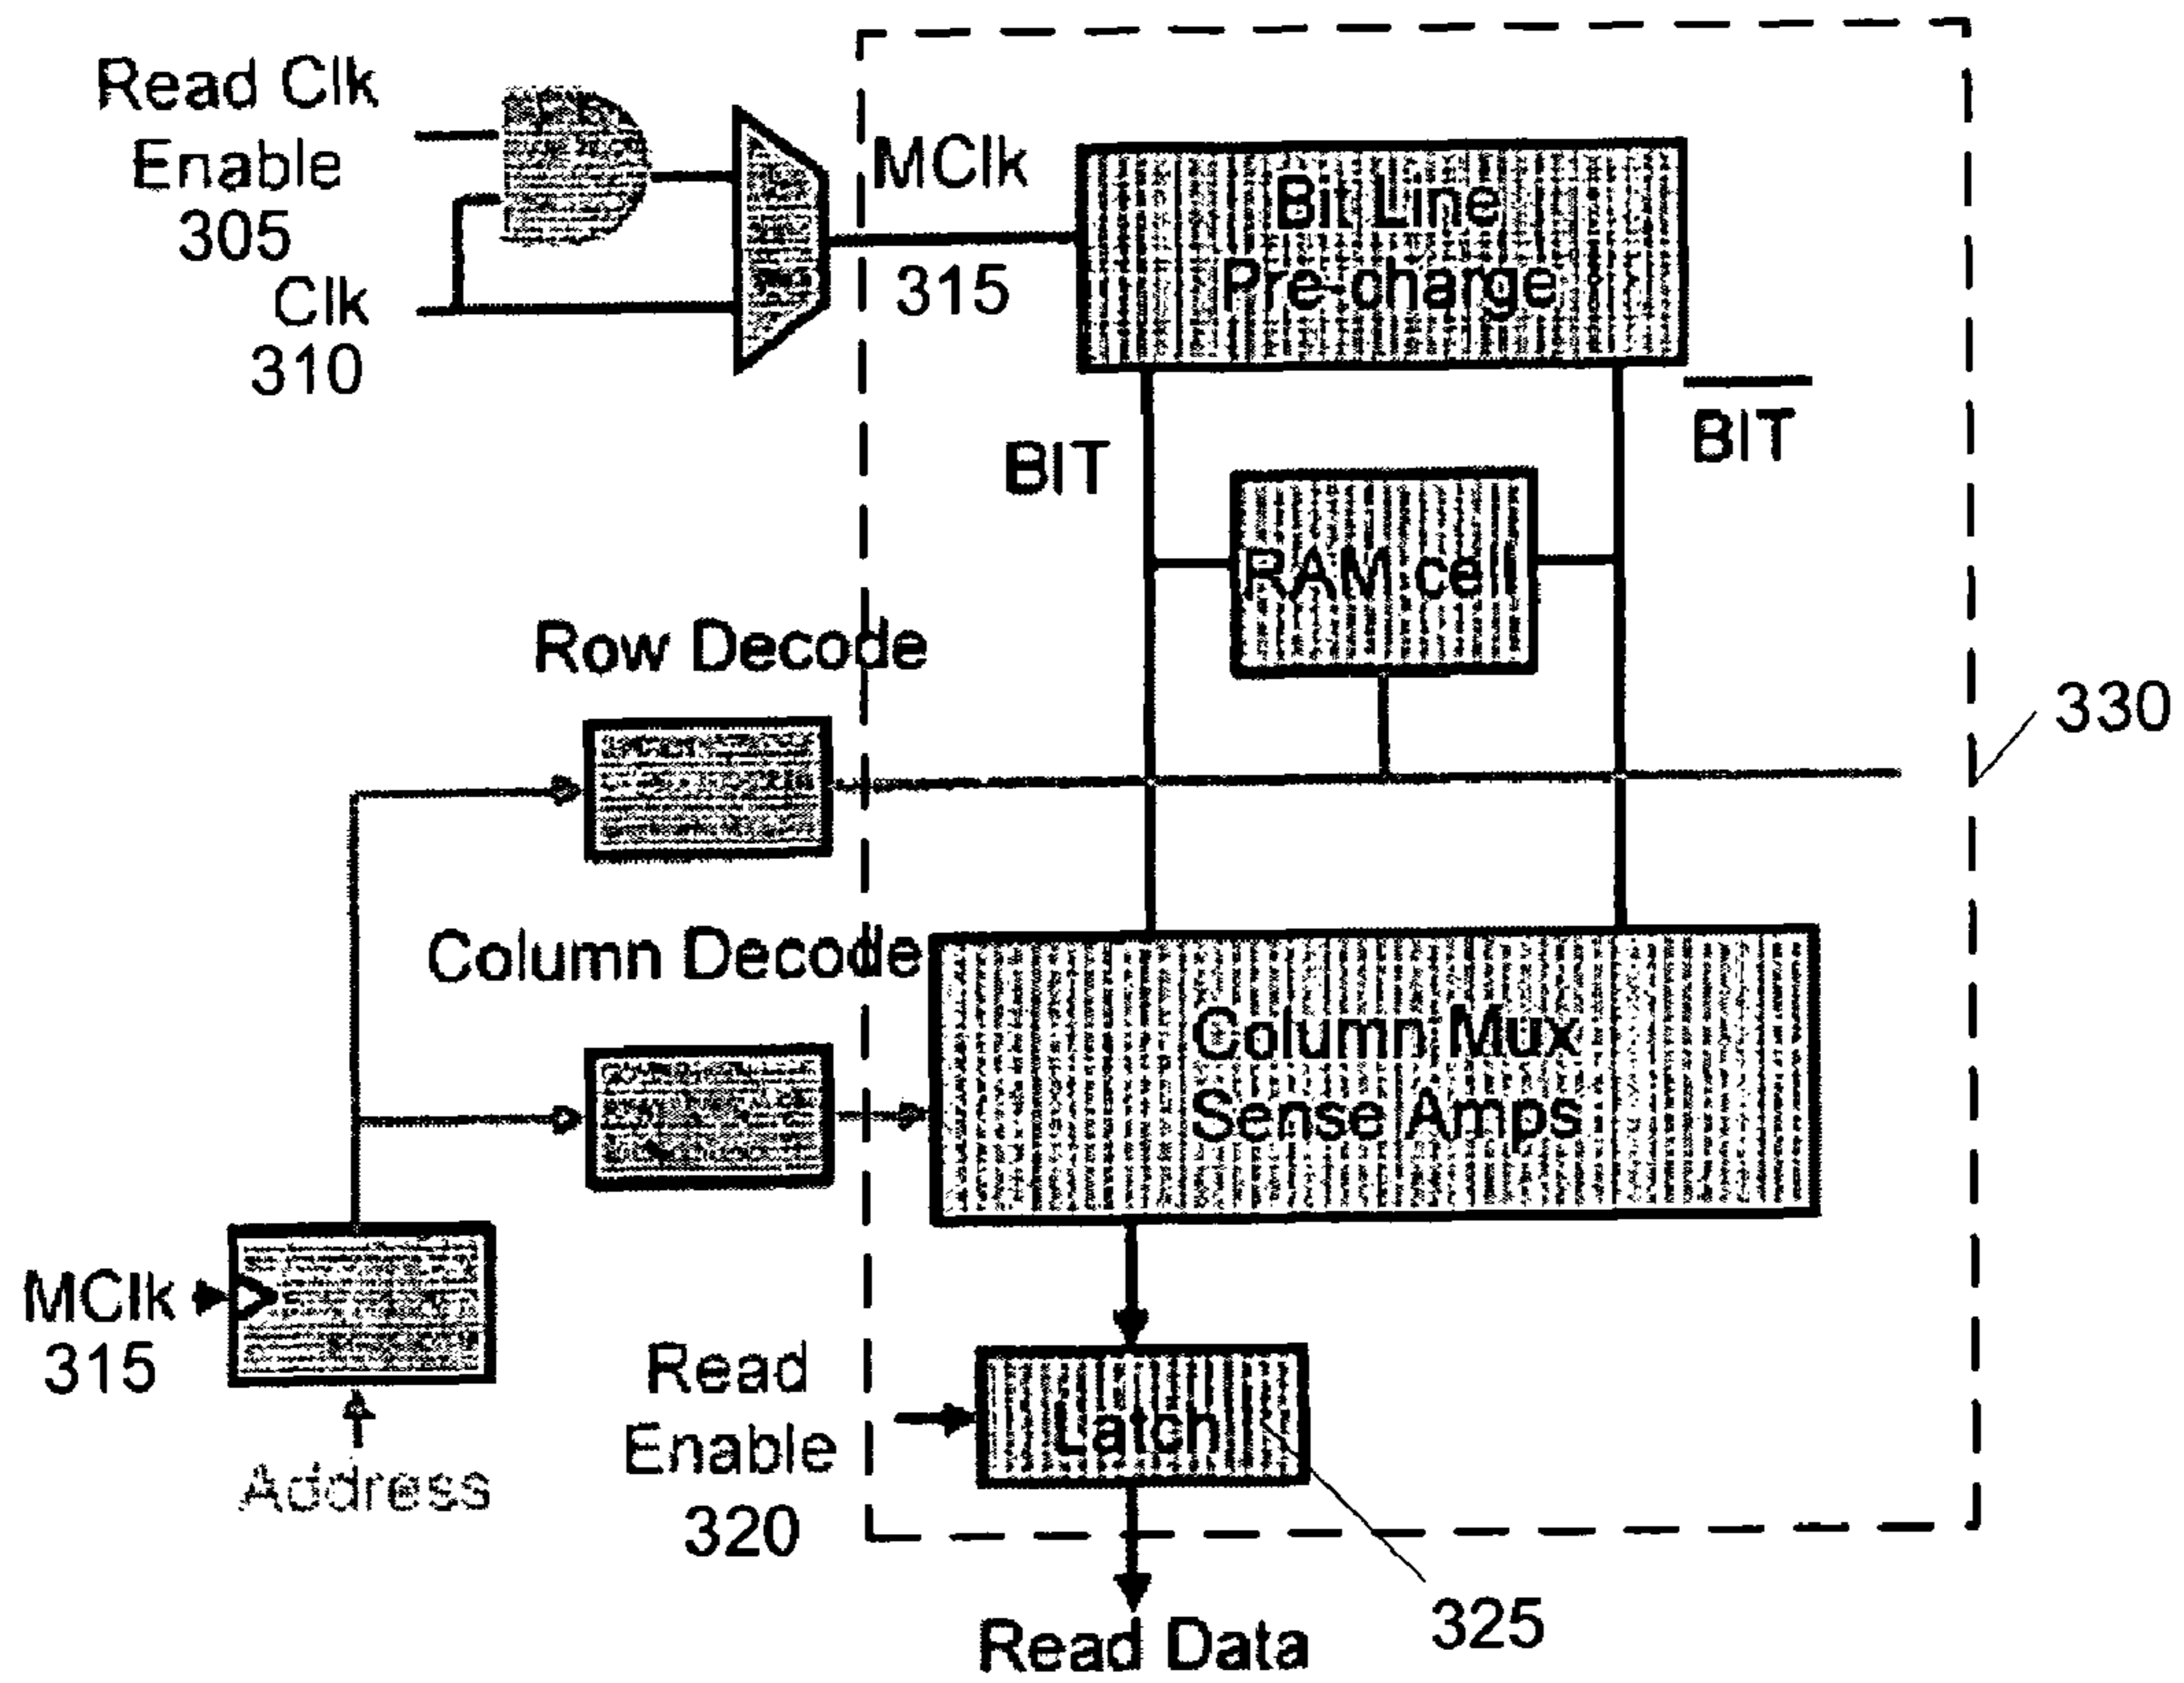 Read Clk
Enable
305
Clk
310
MClk
315
Bit Line
Pre-charge
BIT
BIT
RAM cell
Row Decode
330
Column Decode
Column Mux
Sense Amps
MClk
315
Address
Read
Enable
320
Latch
325
Read Data